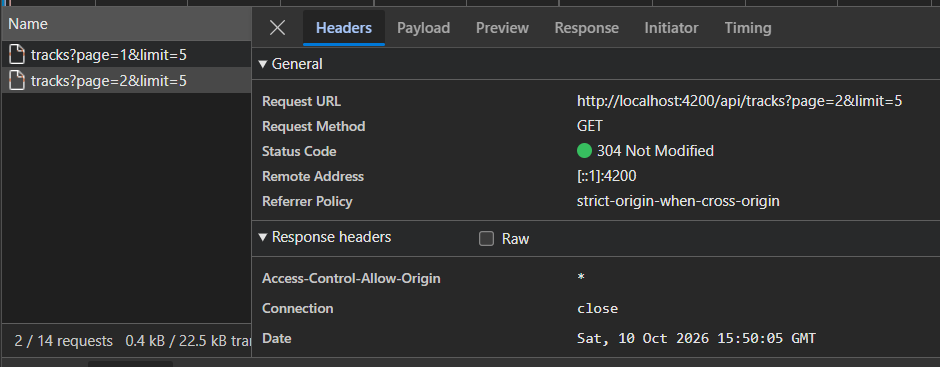 Name
tracks?page=1&limit=5
tracks?page=2&limit=5
2 / 14 requests 0.4 kB / 22.5 kB tra
Headers Payload Preview Response Initiator Timing
General
Request URL http://localhost:4200/api/tracks?page=2&limit=5
Request Method GET
Status Code 304 Not Modified
Remote Address [::1]:4200
Referrer Policy strict-origin-when-cross-origin
Response headers Raw
Access-Control-Allow-Origin *
Connection close
Date Sat, 10 Oct 2026 15:50:05 GMT